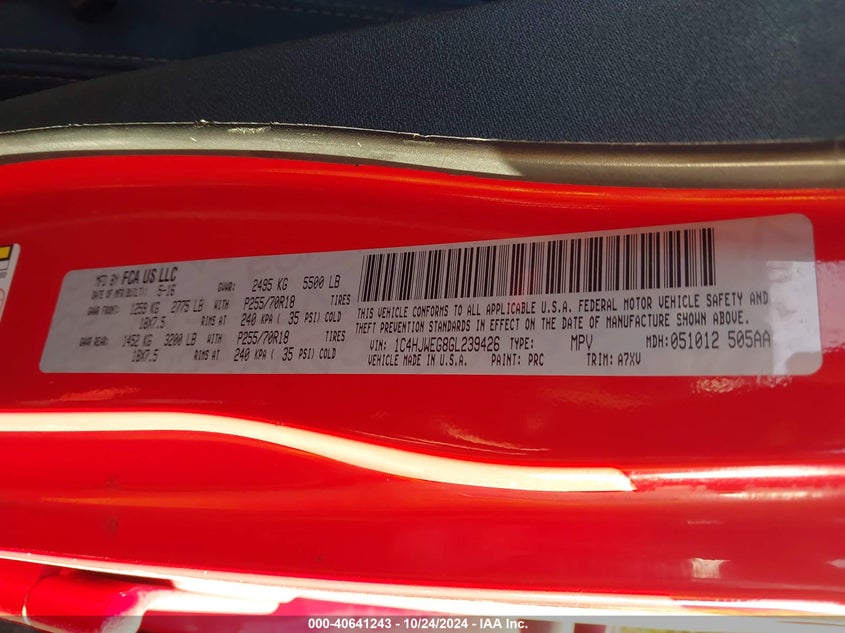 MFD BY FCA US LLC
DATE OF MFR/BUILT: 5-16 GVWR: 2495 KG 5500 LB
GAWR FRONT: 1259 KG 2775 LB WITH P255/70R18 TIRES
18X7.5 RIMS AT 240 KPA ( 35 PSI) COLD
GAWR REAR: 1452 KG 3200 LB WITH P255/70R18 TIRES
18X7.5 RIMS AT 240 KPA ( 35 PSI) COLD
THIS VEHICLE CONFORMS TO ALL APPLICABLE U.S.A. FEDERAL MOTOR VEHICLE SAFETY AND
THEFT PREVENTION STANDARDS IN EFFECT ON THE DATE OF MANUFACTURE SHOWN ABOVE.
VIN: 1C4HJWEG8GL239426 TYPE: MPV MDH:051012 505AA
VEHICLE MADE IN U.S.A. PAINT: PRC TRIM: A7XV
000-40641243 - 10/24/2024 - IAA Inc.